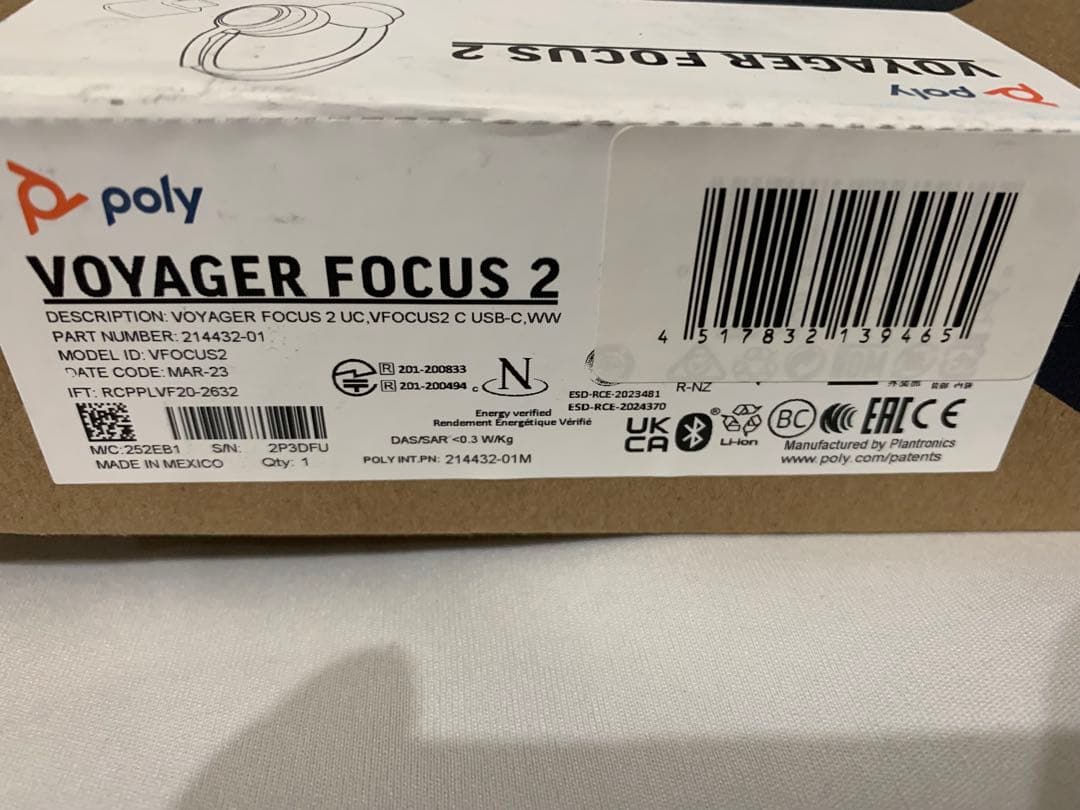 VOYAGER FOCUS 2
poly
poly
VOYAGER FOCUS 2
DESCRIPTION: VOYAGER FOCUS 2 UC,VFOCUS2 C USB-C,WW
PART NUMBER: 214432-01
MODEL ID: VFOCUS2
DATE CODE: MAR-23
IFT: RCPPLVF20-2632
M/C:252EB1 S/N: 2P3DFU
MADE IN MEXICO Qty: 1
R 201-200833
R 201-200494
c N
Energy verified
Rendement Énergétique Vérifié
DAS/SAR <0.3 W/Kg
POLY INT.PN: 214432-01M
4 517832 139465
ESD-RCE-2023481
ESD-RCE-2024370
R-NZ
UK
CA
Li-ion
BC
EAC CE
Manufactured by Plantronics
www.poly.com/patents